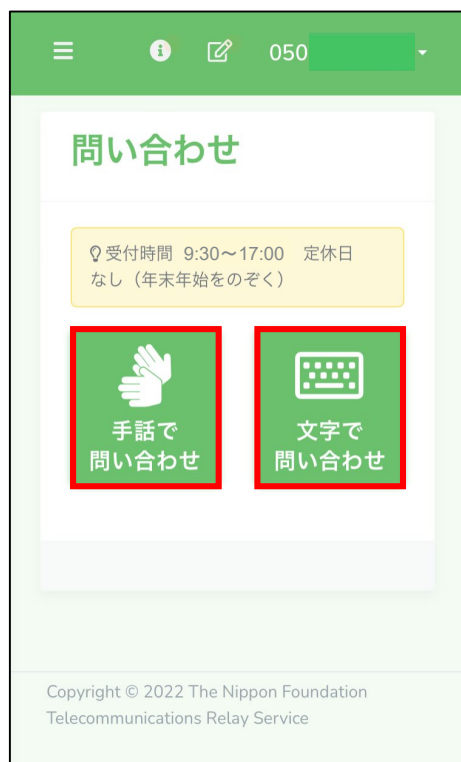 050
問い合わせ
受付時間 9:30～17:00 定休日
なし（年末年始をのぞく）
手話で
問い合わせ
文字で
問い合わせ
Copyright © 2022 The Nippon Foundation
Telecommunications Relay Service